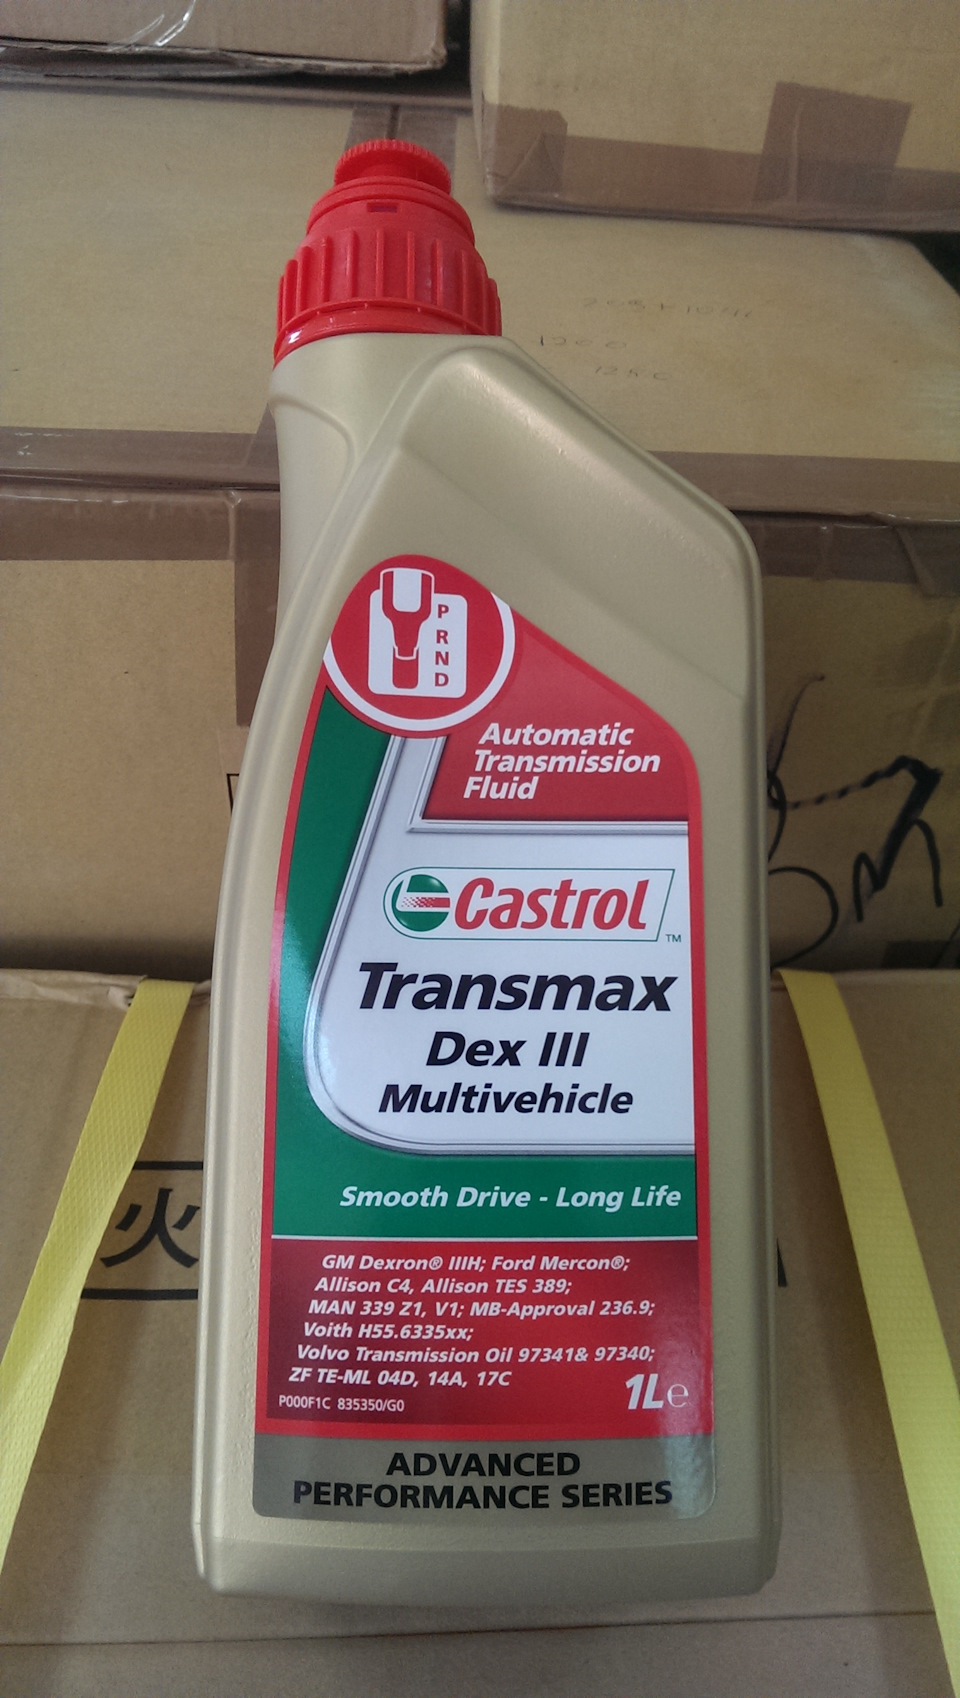 P
R
N
D
Automatic
Transmission
Fluid
Castrol
TM
Transmax
Dex III
Multivehicle
Smooth Drive - Long Life
GM Dexron® IIIH; Ford Mercon®;
Allison C4, Allison TES 389;
MAN 339 Z1, V1; MB-Approval 236.9;
Voith H55.6335xx;
Volvo Transmission Oil 97341& 97340;
ZF TE-ML 04D, 14A, 17C
P000F1C 835350/G0
1L℮
ADVANCED
PERFORMANCE SERIES
火